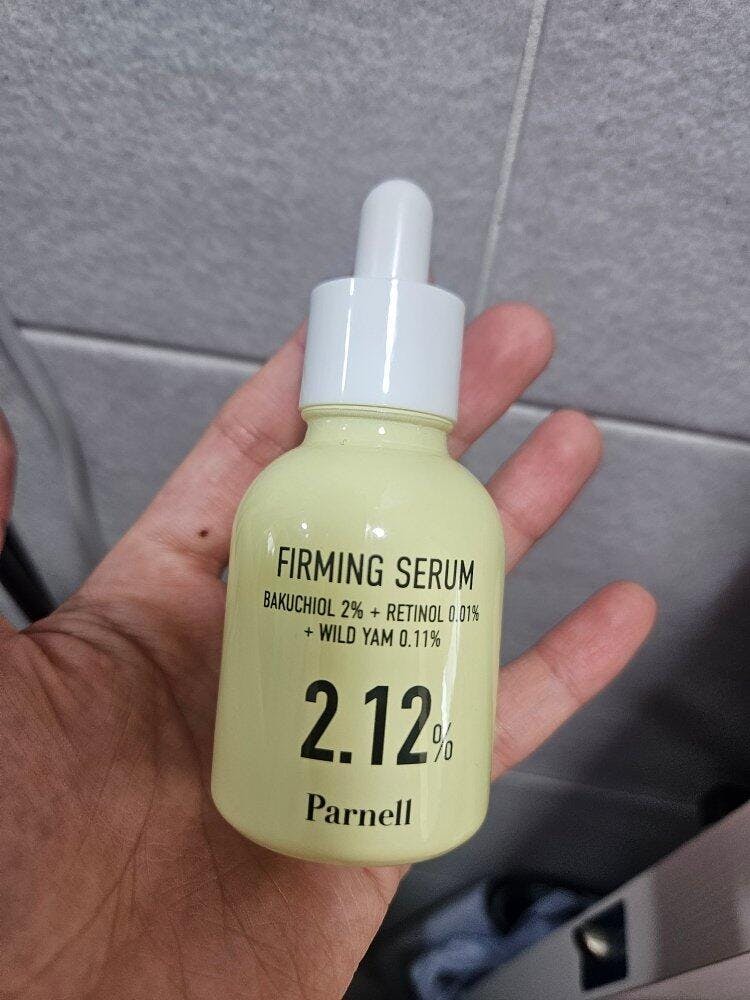 FIRMING SERUM
BAKUCHIOL 2% + RETINOL 0.01%
+ WILD YAM 0.11%
2.12%
Parnell